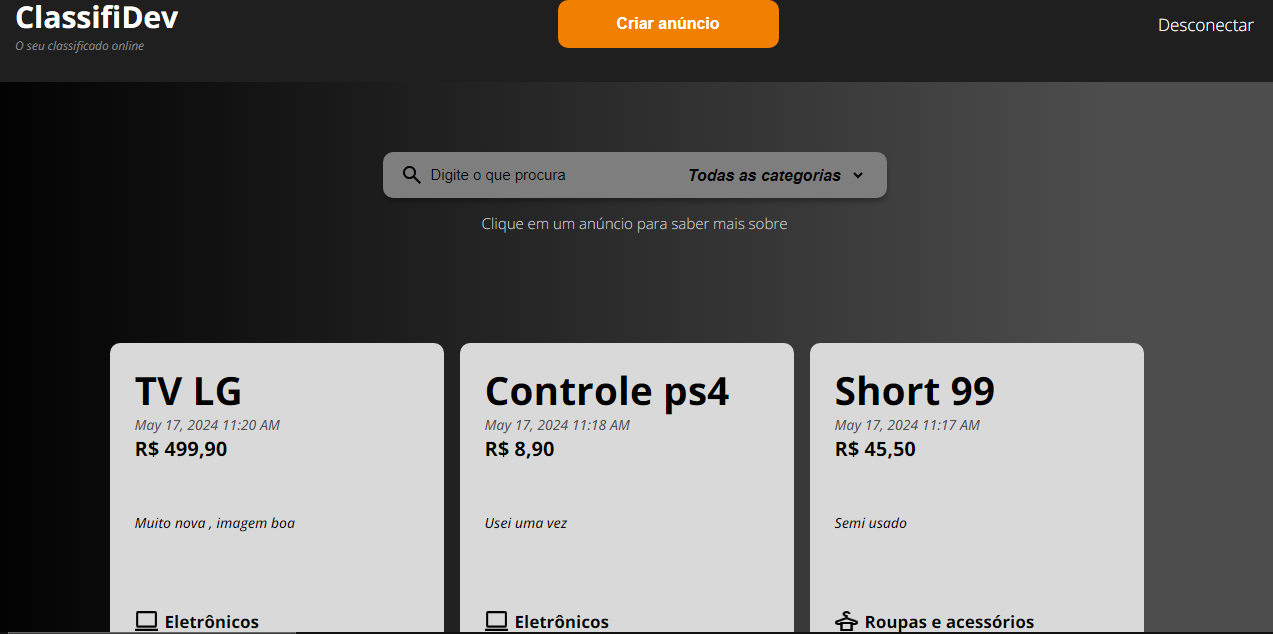 ClassifiDev
O seu classificado online
Criar anúncio
Desconectar
Digite o que procura
Todas as categorias
Clique em um anúncio para saber mais sobre
TV LG
May 17, 2024 11:20 AM
R$ 499,90
Muito nova , imagem boa
Eletrônicos
Controle ps4
May 17, 2024 11:18 AM
R$ 8,90
Usei uma vez
Eletrônicos
Short 99
May 17, 2024 11:17 AM
R$ 45,50
Semi usado
Roupas e acessórios